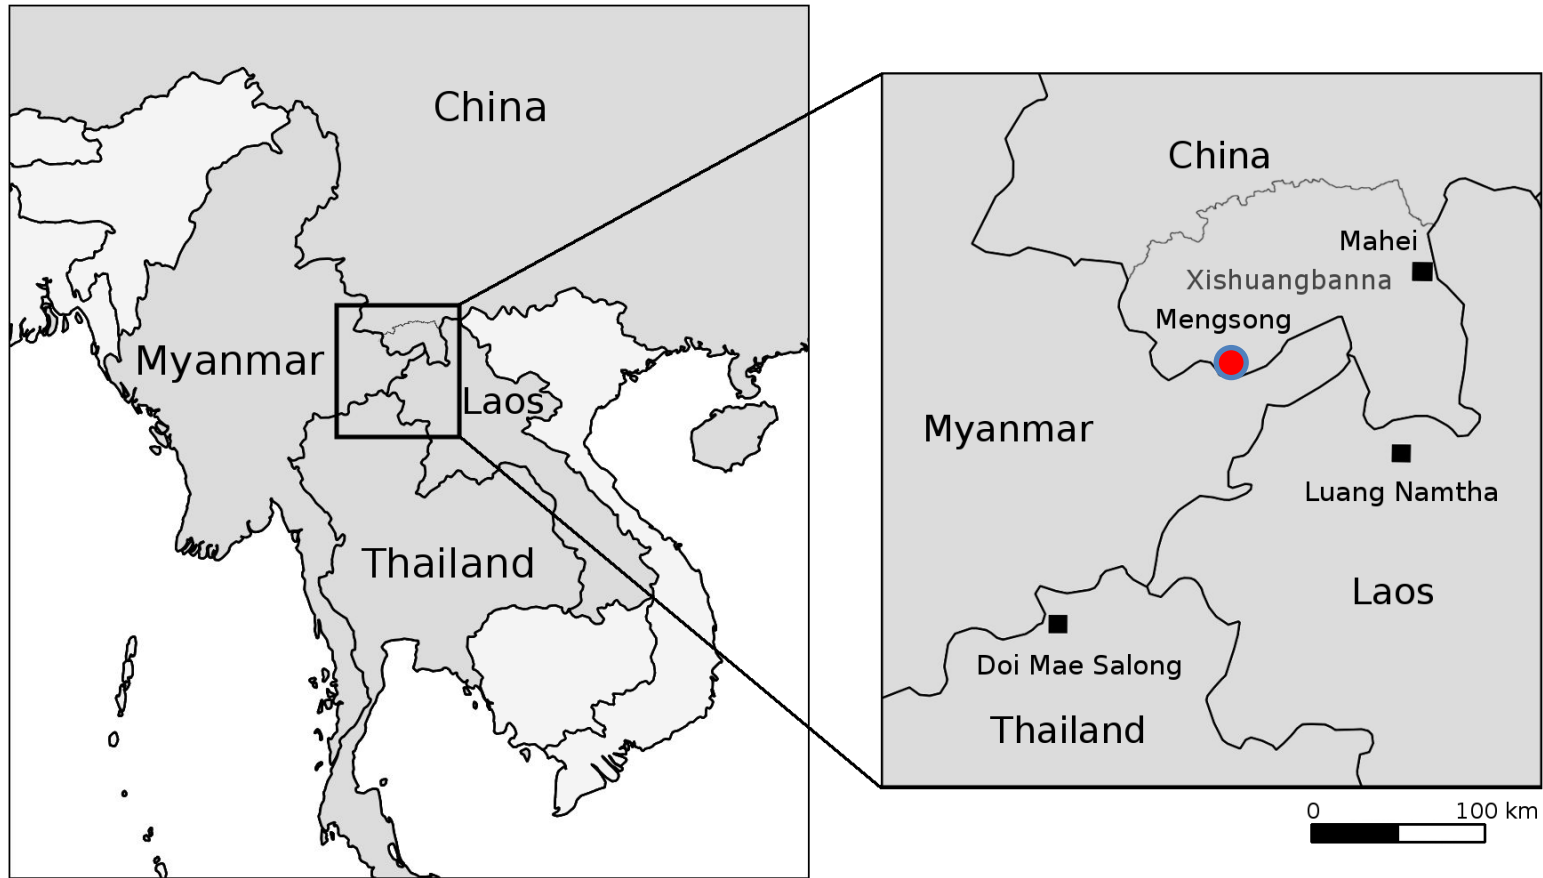 China
Myanmar
Laos
Thailand
China
Mahei
Xishuangbanna
Mengsong
Myanmar
Luang Namtha
Laos
Doi Mae Salong
Thailand
0 100 km